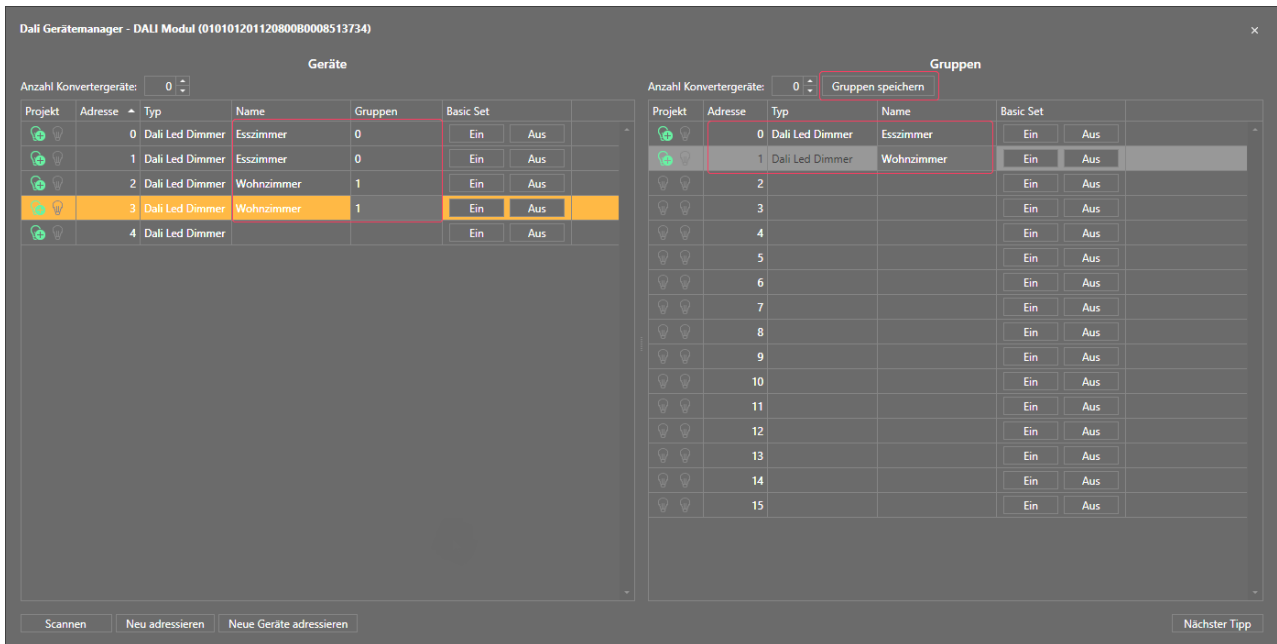 Dali Gerätemanager - DALI Modul (010101201120800B0008513734) ×
Geräte
Anzahl Konvertergeräte: 0
Projekt Adresse Typ Name Gruppen Basic Set
0 Dali Led Dimmer Esszimmer 0 Ein Aus
1 Dali Led Dimmer Esszimmer 0 Ein Aus
2 Dali Led Dimmer Wohnzimmer 1 Ein Aus
3 Dali Led Dimmer Wohnzimmer 1 Ein Aus
4 Dali Led Dimmer Ein Aus
Gruppen
Anzahl Konvertergeräte: 0 Gruppen speichern
Projekt Adresse Typ Name Basic Set
0 Dali Led Dimmer Esszimmer Ein Aus
1 Dali Led Dimmer Wohnzimmer Ein Aus
2 Ein Aus
3 Ein Aus
4 Ein Aus
5 Ein Aus
6 Ein Aus
7 Ein Aus
8 Ein Aus
9 Ein Aus
10 Ein Aus
11 Ein Aus
12 Ein Aus
13 Ein Aus
14 Ein Aus
15 Ein Aus
Scannen Neu adressieren Neue Geräte adressieren Nächster Tipp